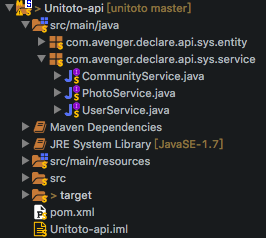 > Unitoto-api [unitoto master]
src/main/java
com.avenger.declare.api.sys.entity
com.avenger.declare.api.sys.service
CommunityService.java
PhotoService.java
UserService.java
Maven Dependencies
JRE System Library [JavaSE-1.7]
src/main/resources
src
> target
pom.xml
Unitoto-api.iml